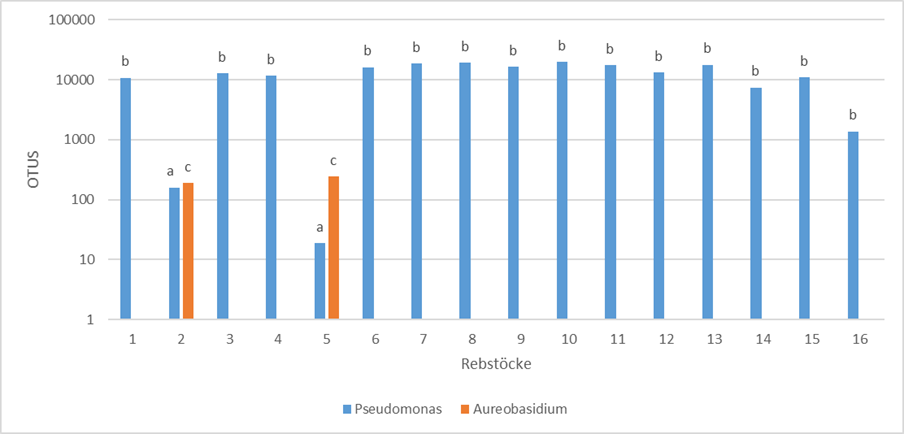 100000
10000
1000
100
10
1
OTUS
b a c b b a c b b b b b b b b b b b
1 2 3 4 5 6 7 8 9 10 11 12 13 14 15 16
Rebstöcke
Pseudomonas Aureobasidium